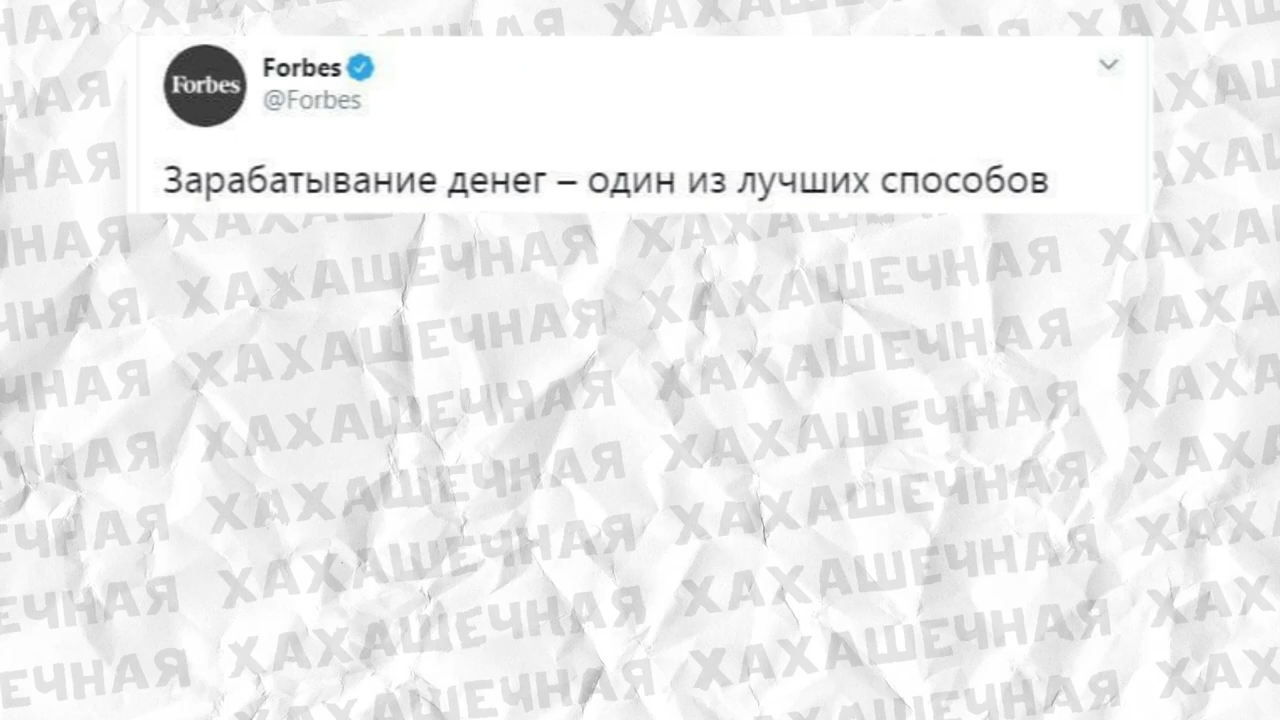 Forbes
Forbes
@Forbes
Зарабатывание денег – один из лучших способов
ХАХАШЕЧНАЯ